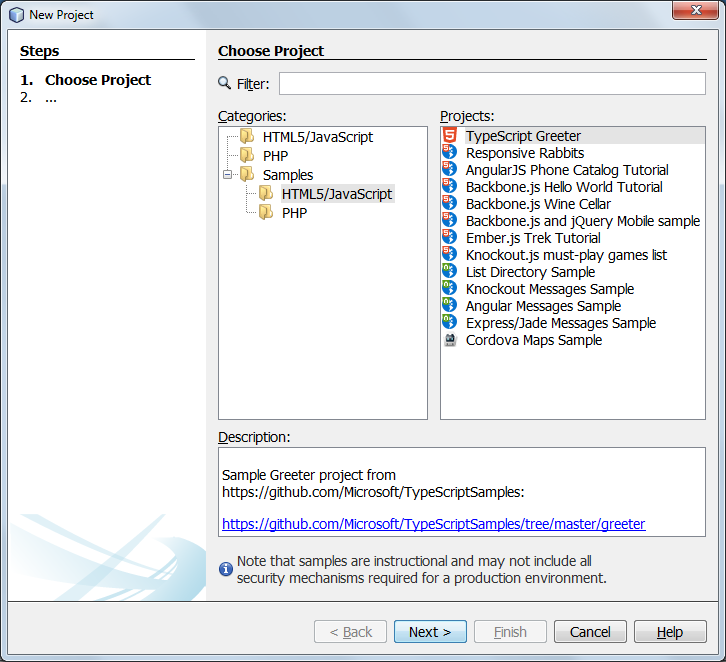 New Project
Steps
1. Choose Project
2. ...
Choose Project
Filter:
Categories:
HTML5/JavaScript
PHP
Samples
HTML5/JavaScript
PHP
Projects:
TypeScript Greeter
Responsive Rabbits
AngularJS Phone Catalog Tutorial
Backbone.js Hello World Tutorial
Backbone.js Wine Cellar
Backbone.js and jQuery Mobile sample
Ember.js Trek Tutorial
Knockout.js must-play games list
List Directory Sample
Knockout Messages Sample
Angular Messages Sample
Express/Jade Messages Sample
Cordova Maps Sample
Description:
Sample Greeter project from
https://github.com/Microsoft/TypeScriptSamples:
https://github.com/Microsoft/TypeScriptSamples/tree/master/greeter
Note that samples are instructional and may not include all
security mechanisms required for a production environment.
< Back
Next >
Finish
Cancel
Help